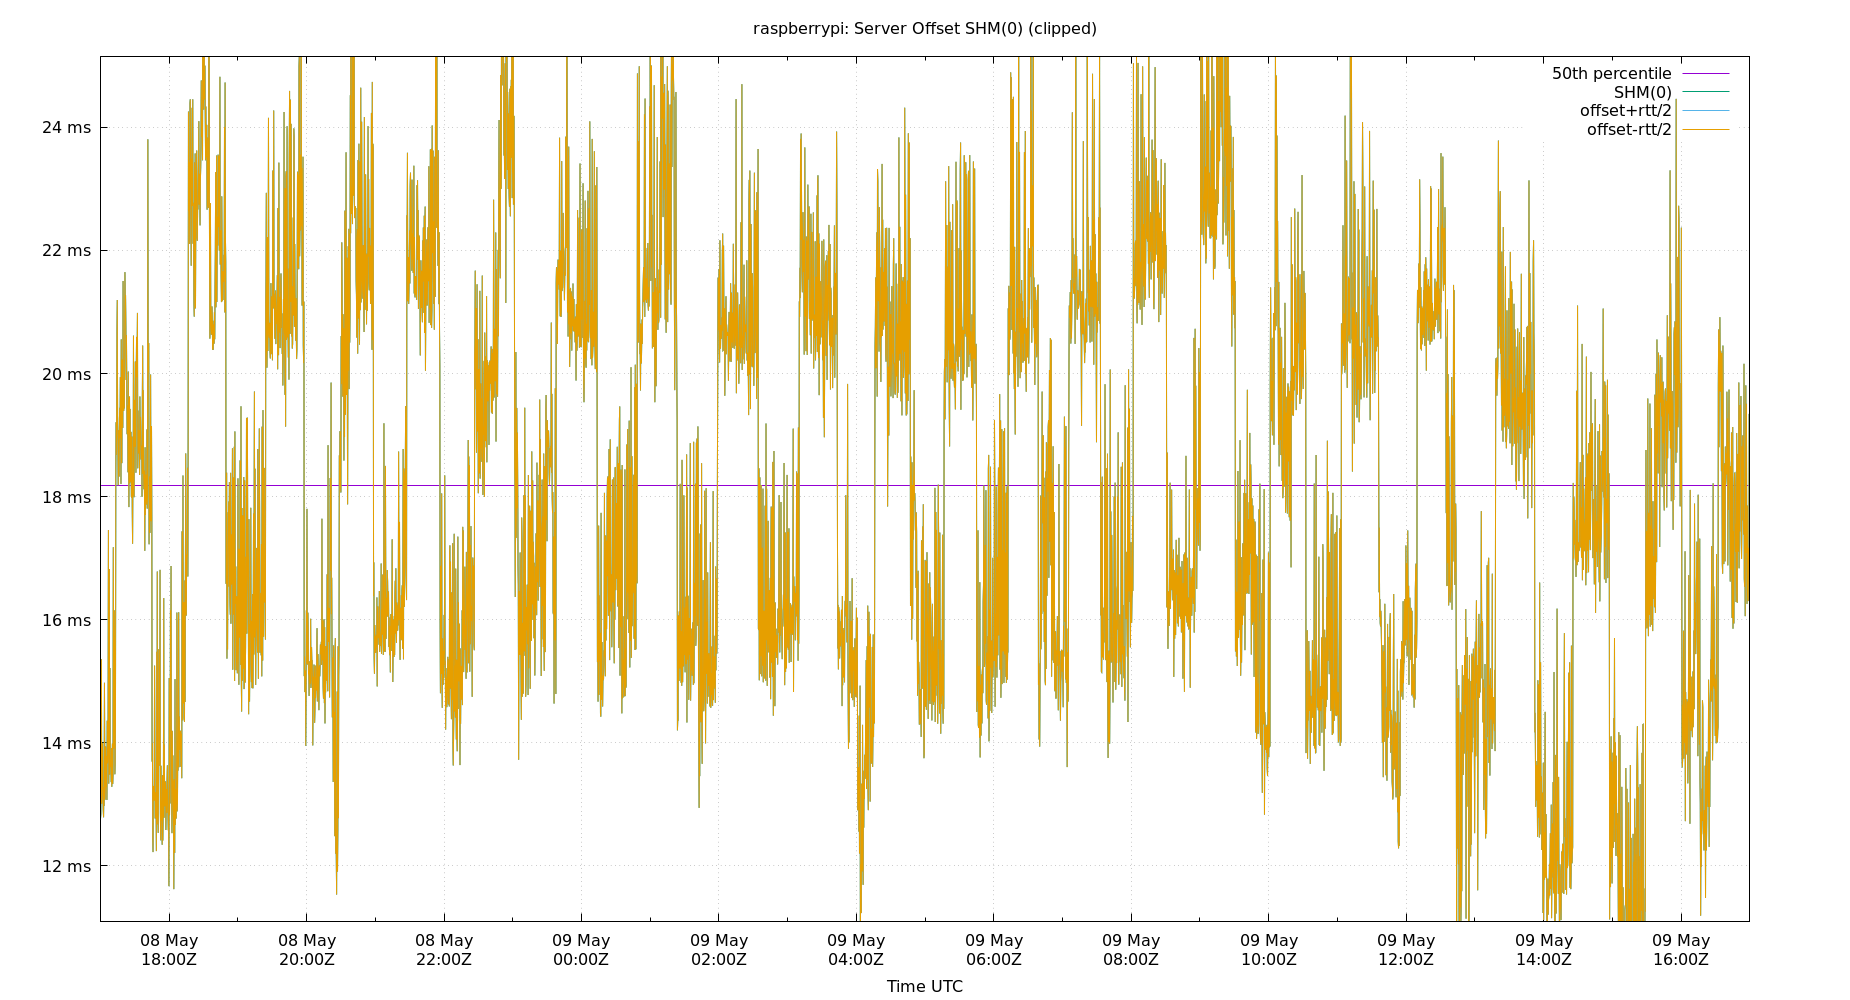 raspberrypi: Server Offset SHM(0) (clipped)
50th percentile
SHM(0)
offset+rtt/2
offset-rtt/2
24 ms
22 ms
20 ms
18 ms
16 ms
14 ms
12 ms
08 May 08 May 08 May 09 May 09 May 09 May 09 May 09 May 09 May 09 May 09 May 09 May
18:00Z 20:00Z 22:00Z 00:00Z 02:00Z 04:00Z 06:00Z 08:00Z 10:00Z 12:00Z 14:00Z 16:00Z
Time UTC